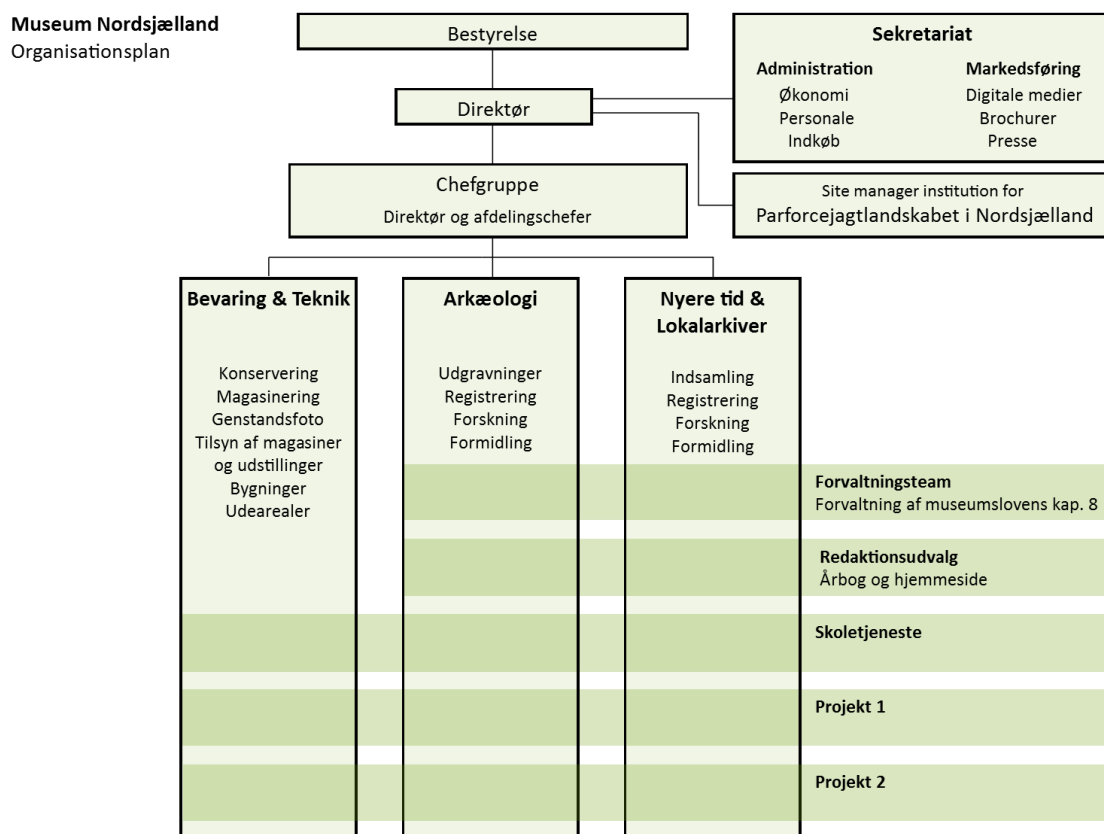 Museum Nordsjælland
Organisationsplan
Bestyrelse
Direktør
Chefgruppe
Direktør og afdelingschefer
Sekretariat
Administration
Økonomi
Personale
Indkøb
Markedsføring
Digitale medier
Brochurer
Presse
Site manager institution for
Parforcejagtlandskabet i Nordsjælland
Bevaring & Teknik
Konservering
Magasinering
Genstandsfoto
Tilsyn af magasiner
og udstillinger
Bygninger
Udearealer
Arkæologi
Udgravninger
Registrering
Forskning
Formidling
Nyere tid &
Lokalarkiver
Indsamling
Registrering
Forskning
Formidling
Forvaltningsteam
Forvaltning af museumslovens kap. 8
Redaktionsudvalg
Årbog og hjemmeside
Skoletjeneste
Projekt 1
Projekt 2